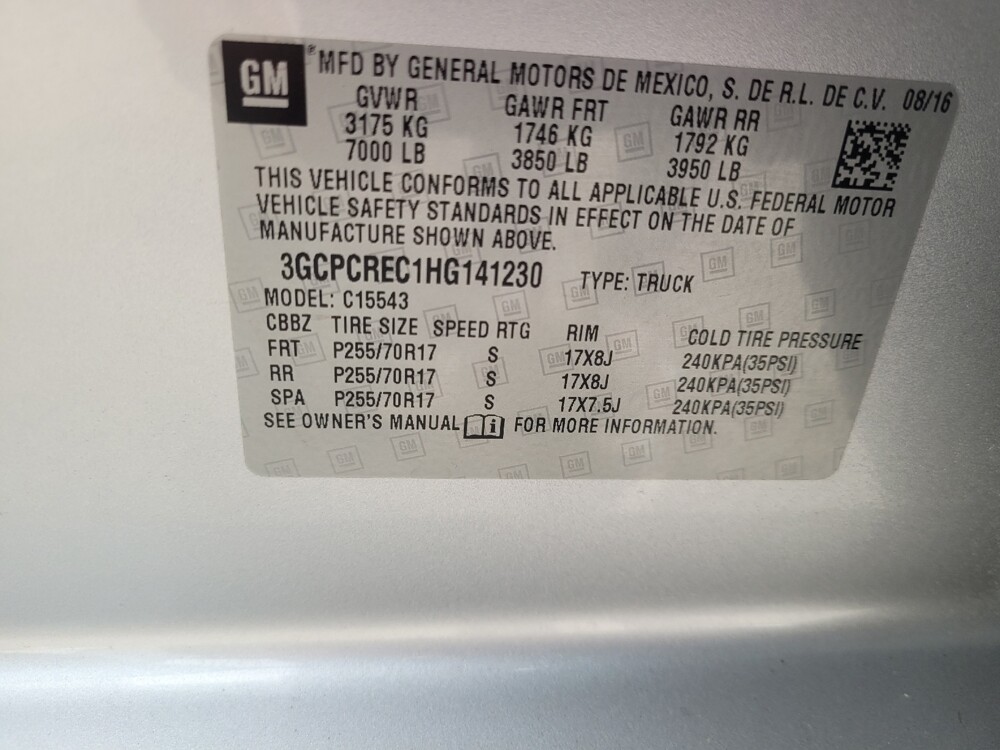 GM ® MFD BY GENERAL MOTORS DE MEXICO, S. DE R.L. DE C.V. 08/16
GVWR GAWR FRT GAWR RR
3175 KG 1746 KG 1792 KG
7000 LB 3850 LB 3950 LB
THIS VEHICLE CONFORMS TO ALL APPLICABLE U.S. FEDERAL MOTOR
VEHICLE SAFETY STANDARDS IN EFFECT ON THE DATE OF
MANUFACTURE SHOWN ABOVE.
3GCPCREC1HG141230 TYPE: TRUCK
MODEL: C15543
CBBZ TIRE SIZE SPEED RTG RIM COLD TIRE PRESSURE
FRT P255/70R17 S 17X8J 240KPA(35PSI)
RR P255/70R17 S 17X8J 240KPA(35PSI)
SPA P255/70R17 S 17X7.5J 240KPA(35PSI)
SEE OWNER'S MANUAL FOR MORE INFORMATION.